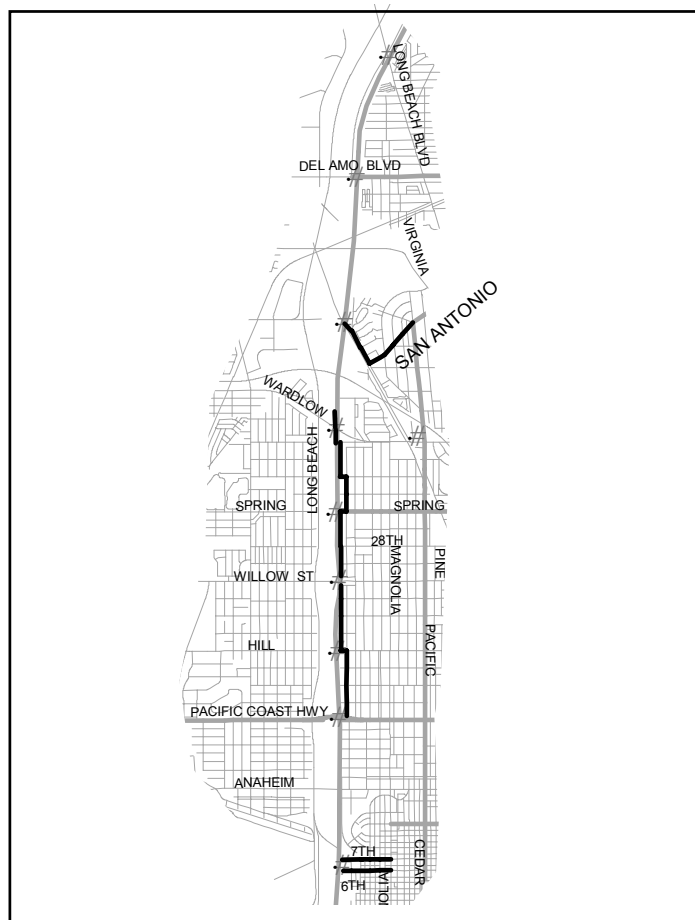 LONG BEACH BLVD
DEL AMO BLVD
VIRGINIA
SAN ANTONIO
WARDLOW
LONG BEACH
SPRING
SPRING
28TH
MAGNOLIA
PINE
WILLOW ST
PACIFIC
HILL
PACIFIC COAST HWY
ANAHEIM
CEDAR
7TH
6TH
OLIA